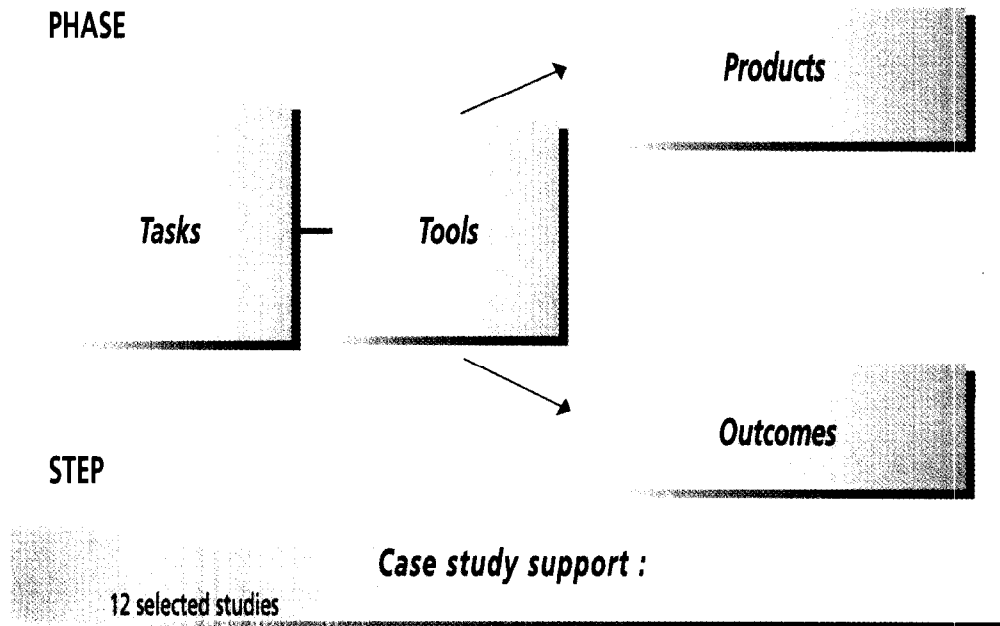 PHASE
Products
Tasks
Tools
Outcomes
STEP
Case study support :
12 selected studies